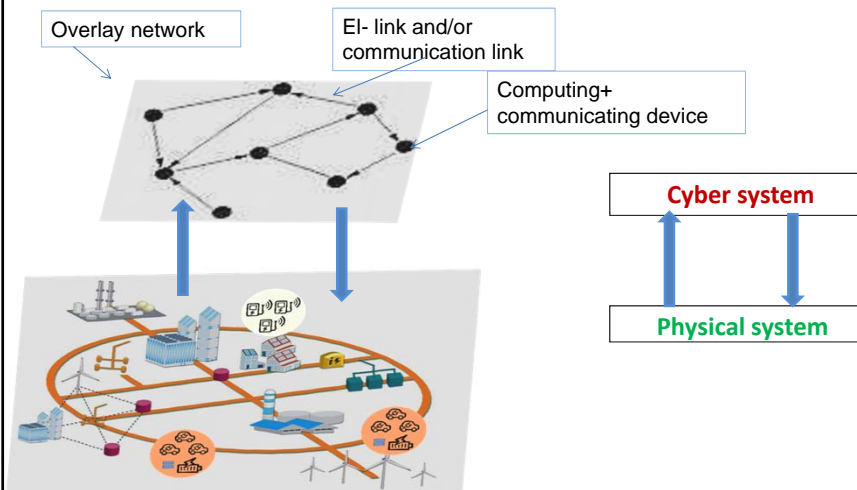 Overlay network
El- link and/or
communication link
Computing+
communicating device
Cyber system
Physical system